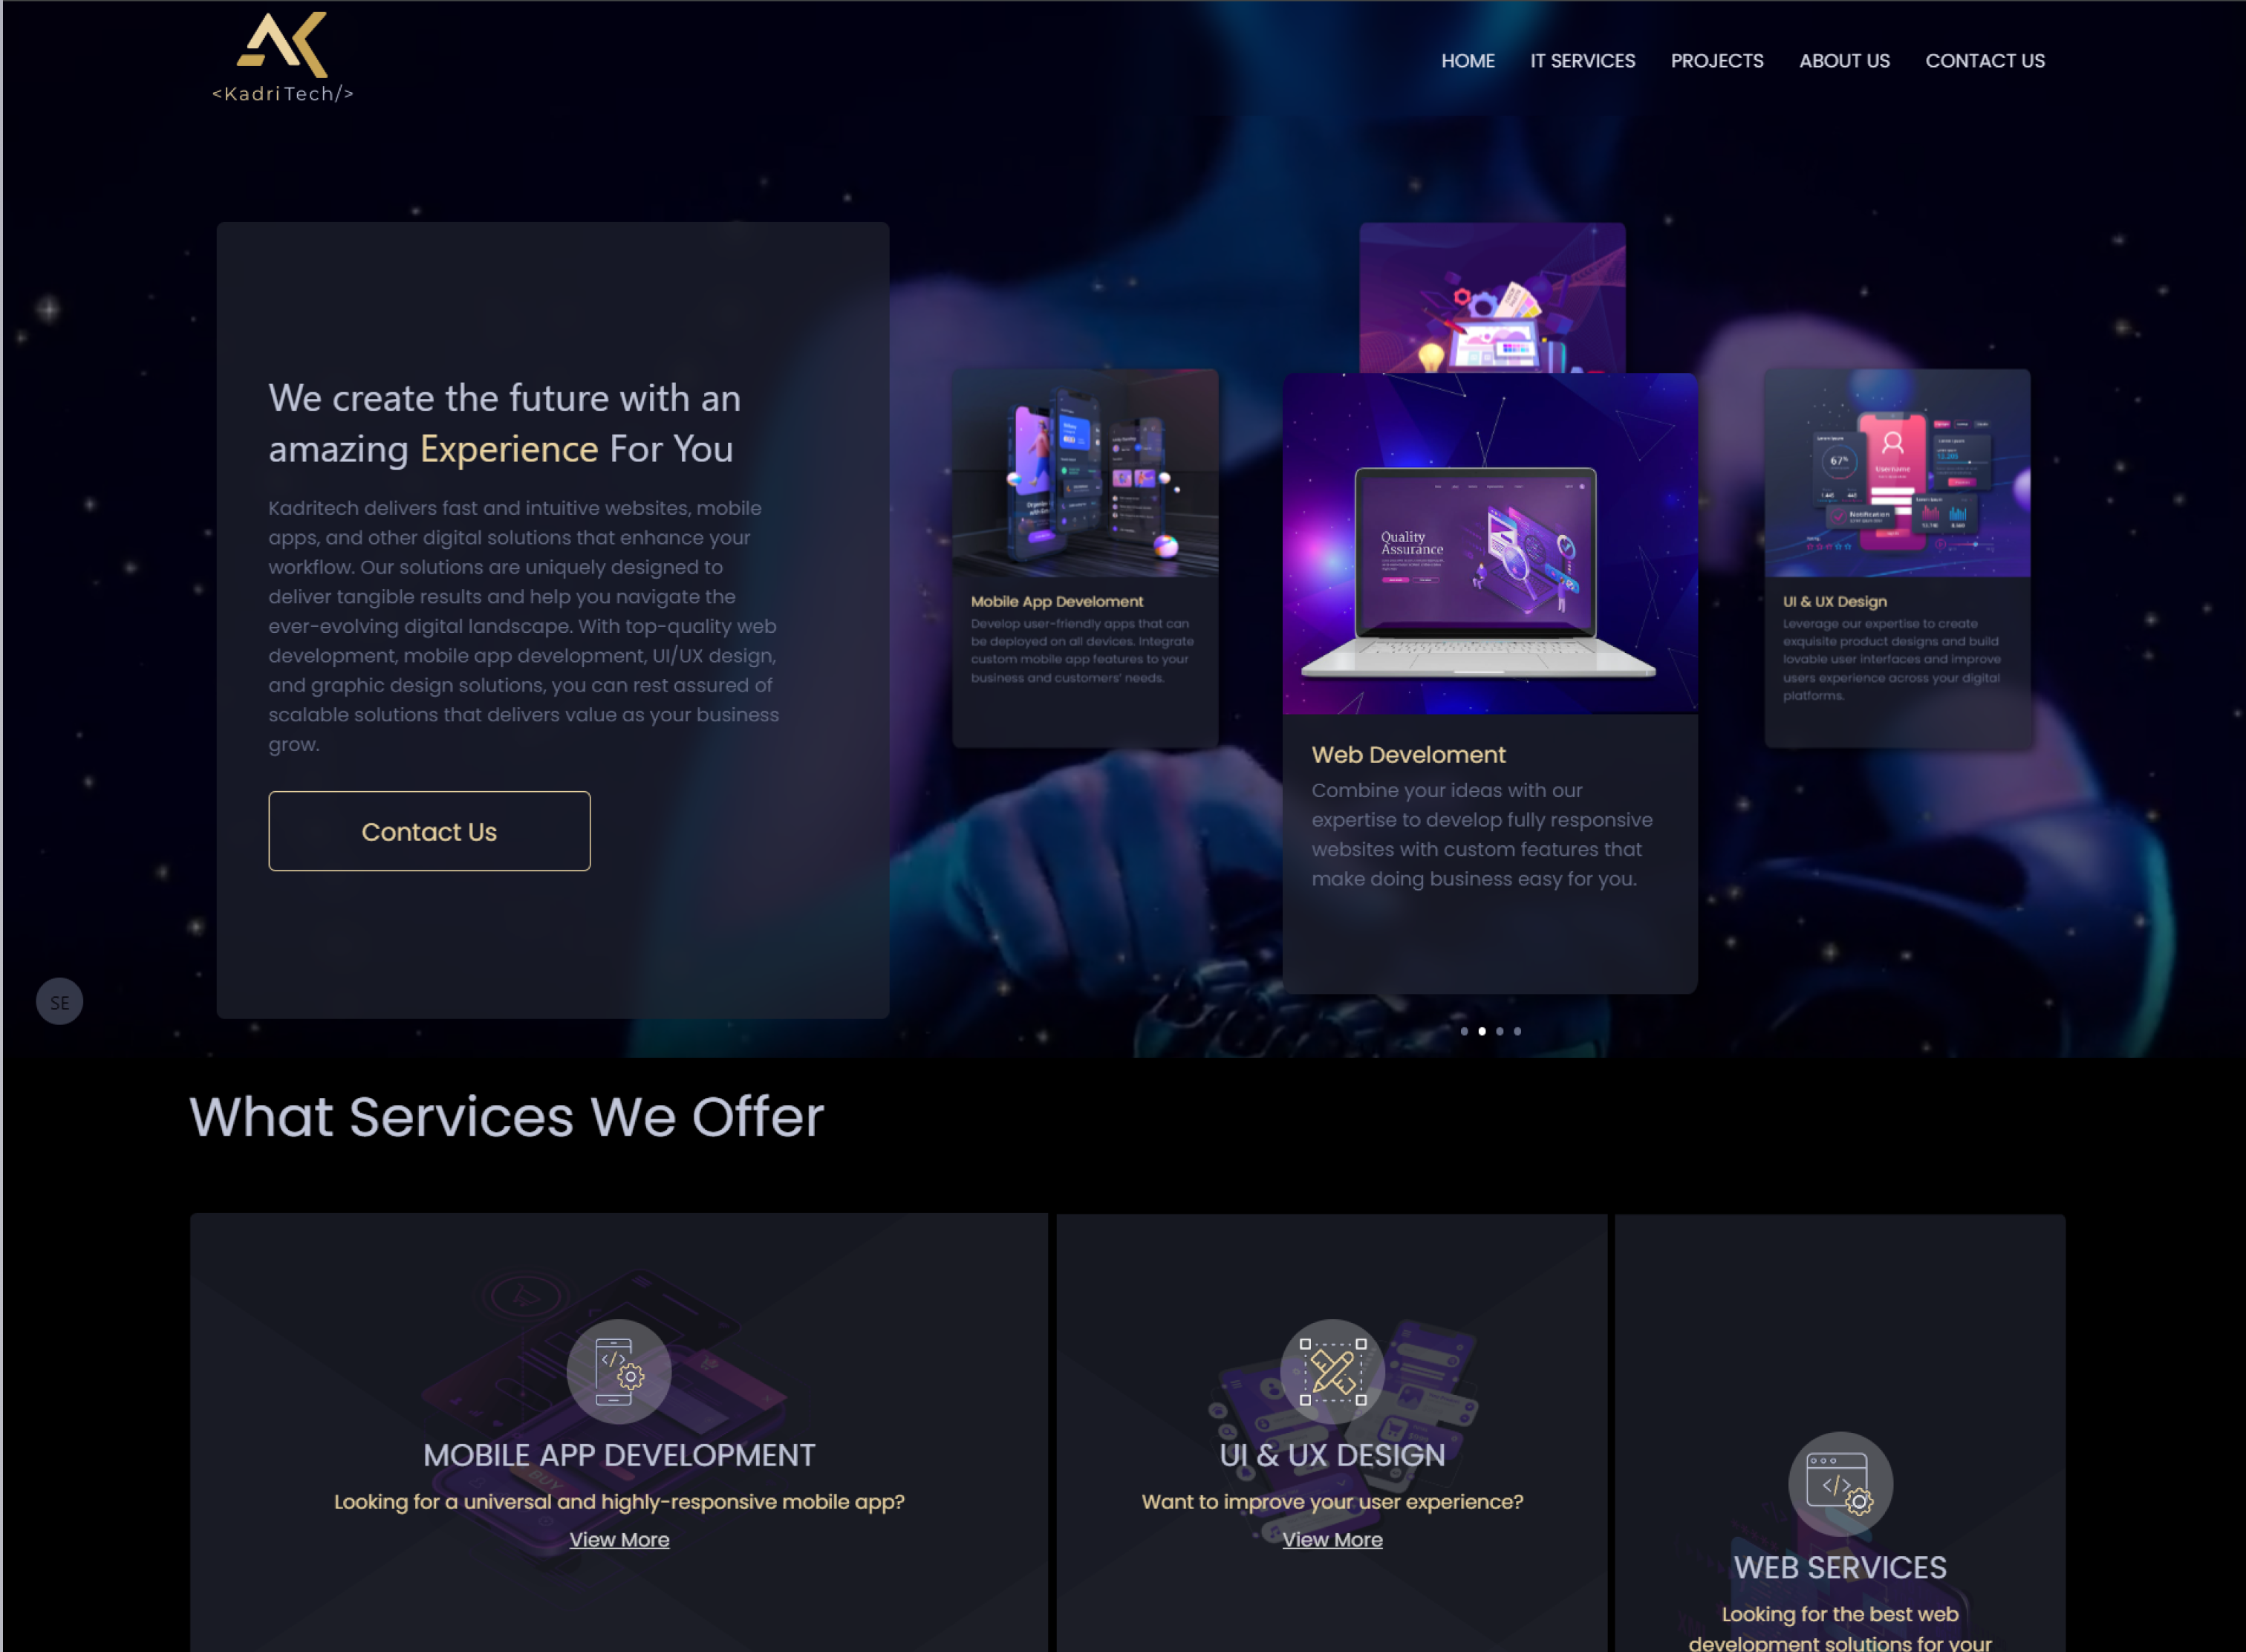 <KadriTech/>
HOME IT SERVICES PROJECTS ABOUT US CONTACT US
We create the future with an
amazing Experience For You
Kadritech delivers fast and intuitive websites, mobile
apps, and other digital solutions that enhance your
workflow. Our solutions are uniquely designed to
deliver tangible results and help you navigate the
ever-evolving digital landscape. With top-quality web
development, mobile app development, UI/UX design,
and graphic design solutions, you can rest assured of
scalable solutions that delivers value as your business
grow.
Contact Us
Mobile App Develoment
Develop user-friendly apps that can
be deployed on all devices. Integrate
custom mobile app features to your
business and customers' needs.
Quality
Assurance
Web Develoment
Combine your ideas with our
expertise to develop fully responsive
websites with custom features that
make doing business easy for you.
67%
Username
Notification
UI & UX Design
Leverage our expertise to create
exquisite product designs and build
lovable user interfaces and improve
users experience across your digital
platforms.
SE
What Services We Offer
BUY
MOBILE APP DEVELOPMENT
Looking for a universal and highly-responsive mobile app?
View More
UI & UX DESIGN
Want to improve your user experience?
View More
WEB SERVICES
Looking for the best web
development solutions for your